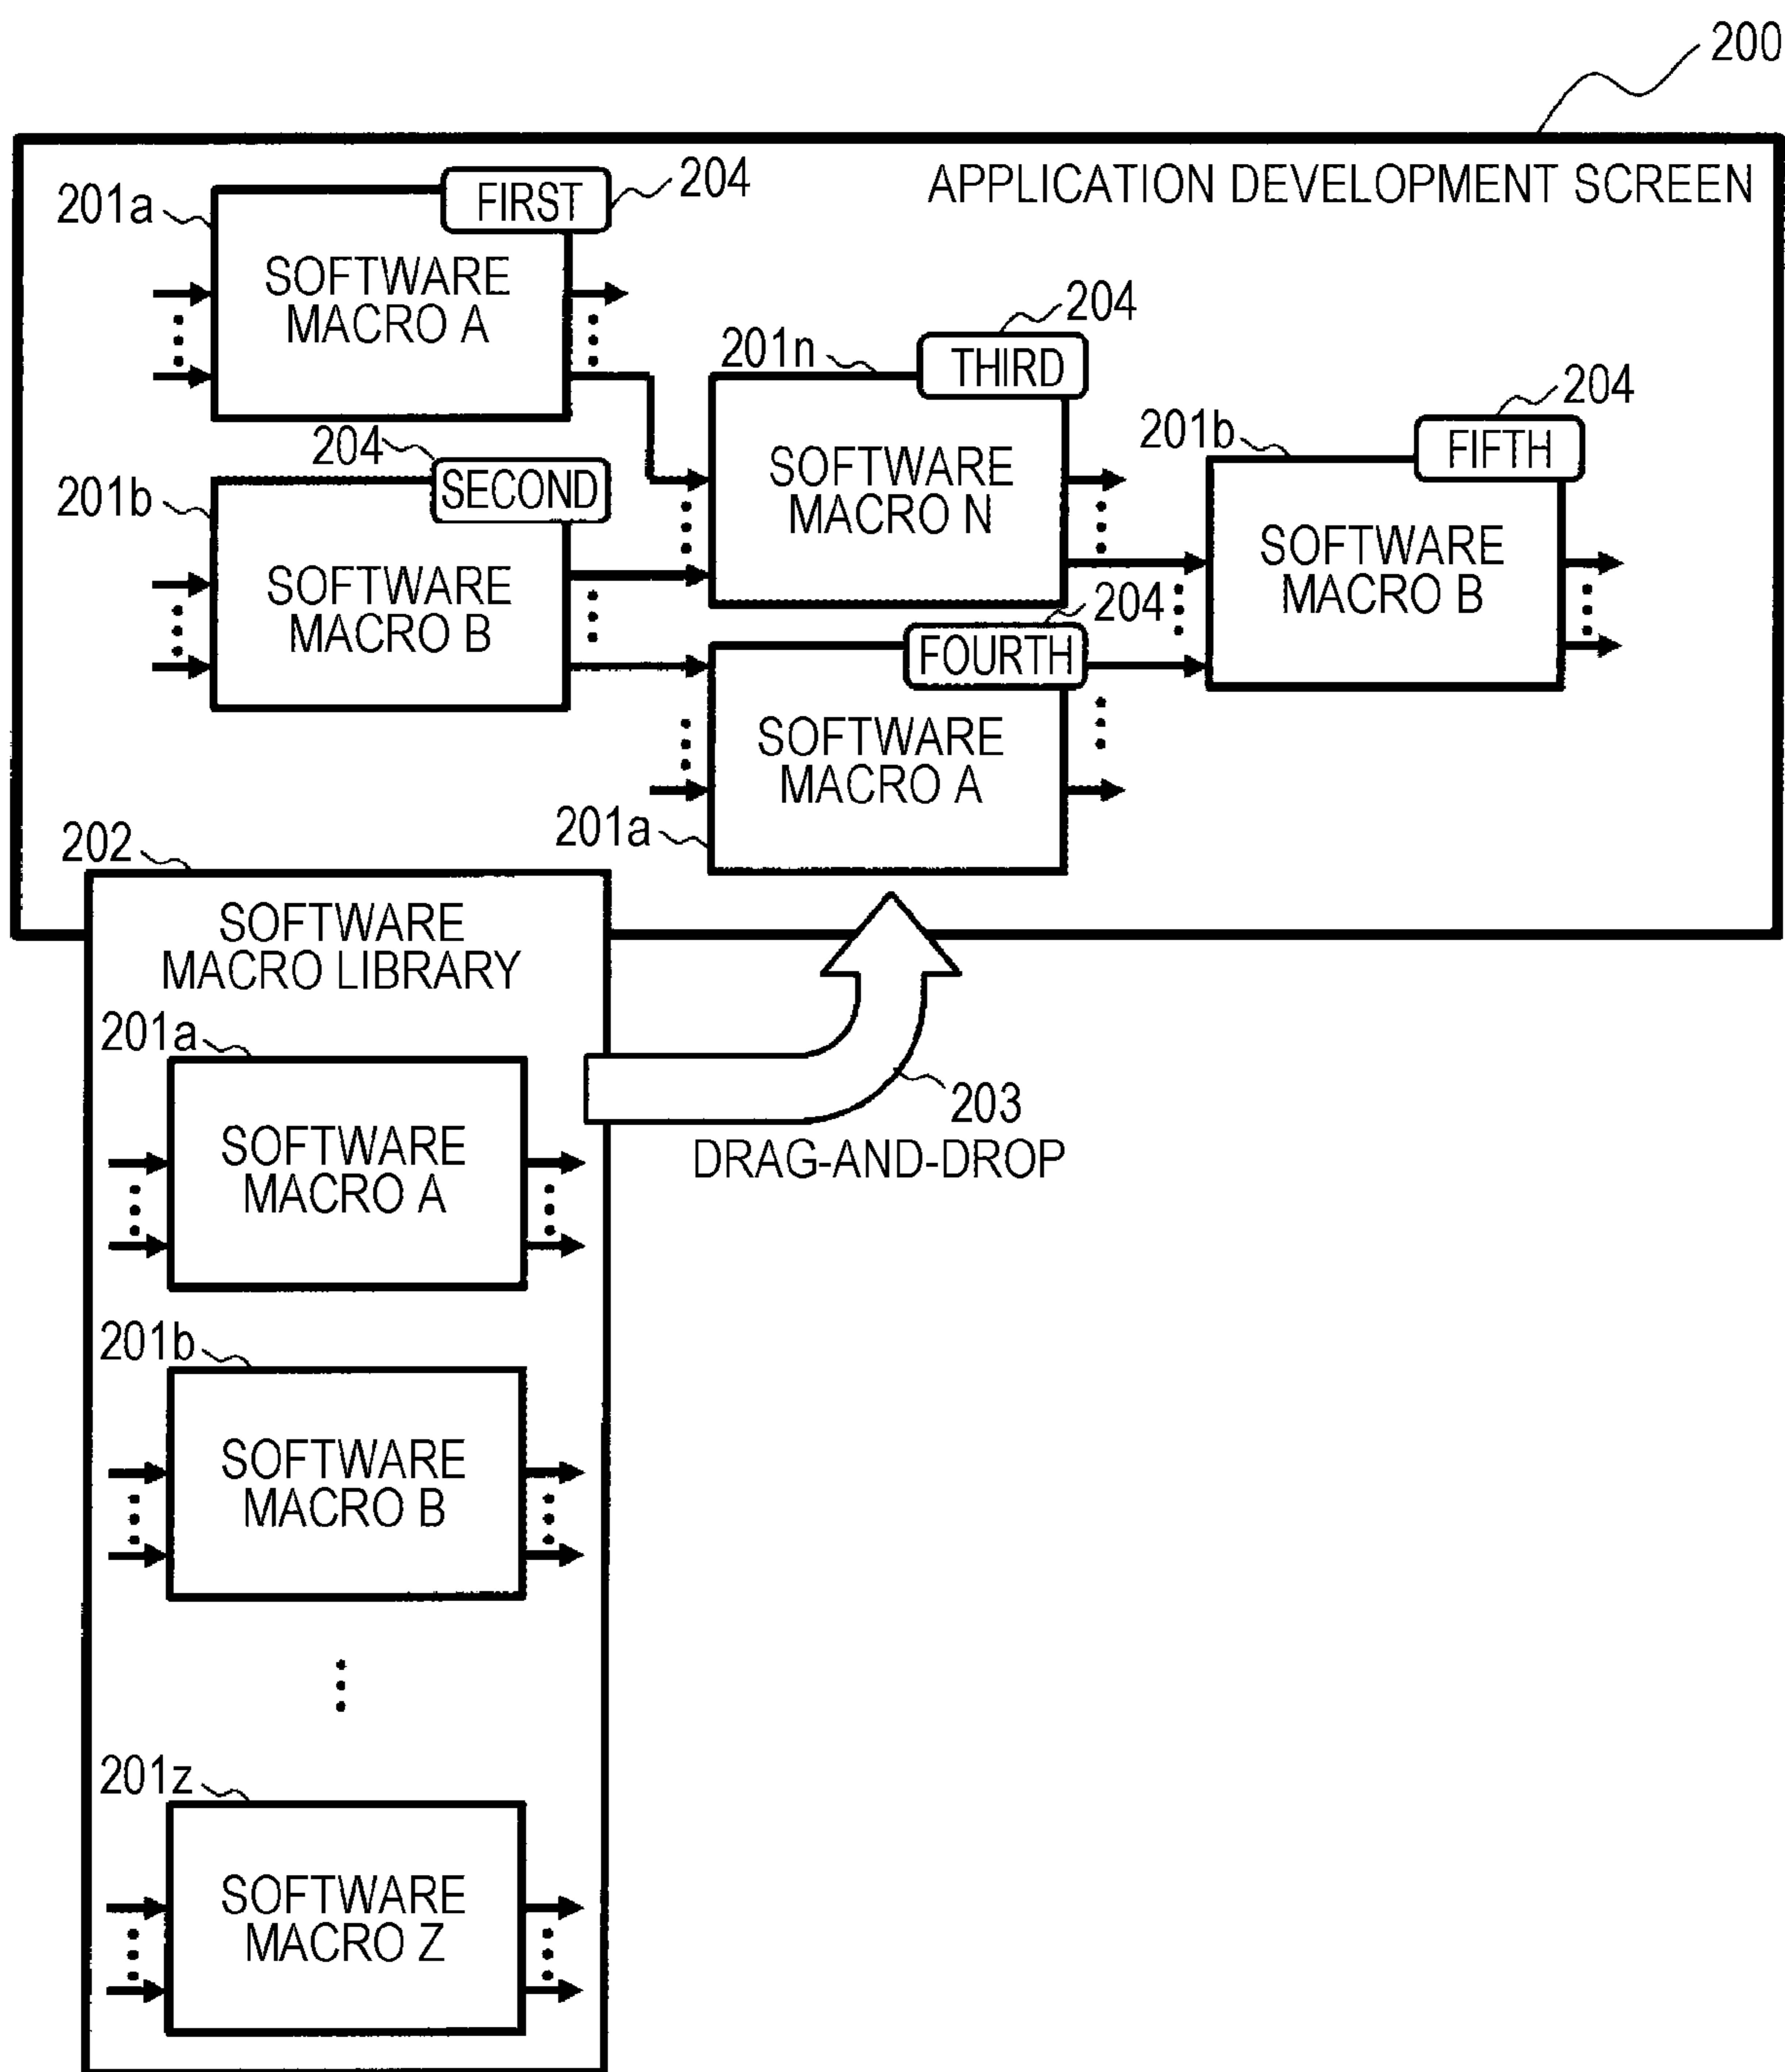 200
APPLICATION DEVELOPMENT SCREEN
201a
FIRST
204
SOFTWARE
MACRO A
201b
204
SECOND
SOFTWARE
MACRO B
201n
THIRD
204
SOFTWARE
MACRO N
201b
FIFTH
204
SOFTWARE
MACRO B
204
FOURTH
SOFTWARE
MACRO A
201a
202
SOFTWARE
MACRO LIBRARY
201a
SOFTWARE
MACRO A
203
DRAG-AND-DROP
201b
SOFTWARE
MACRO B
201z
SOFTWARE
MACRO Z